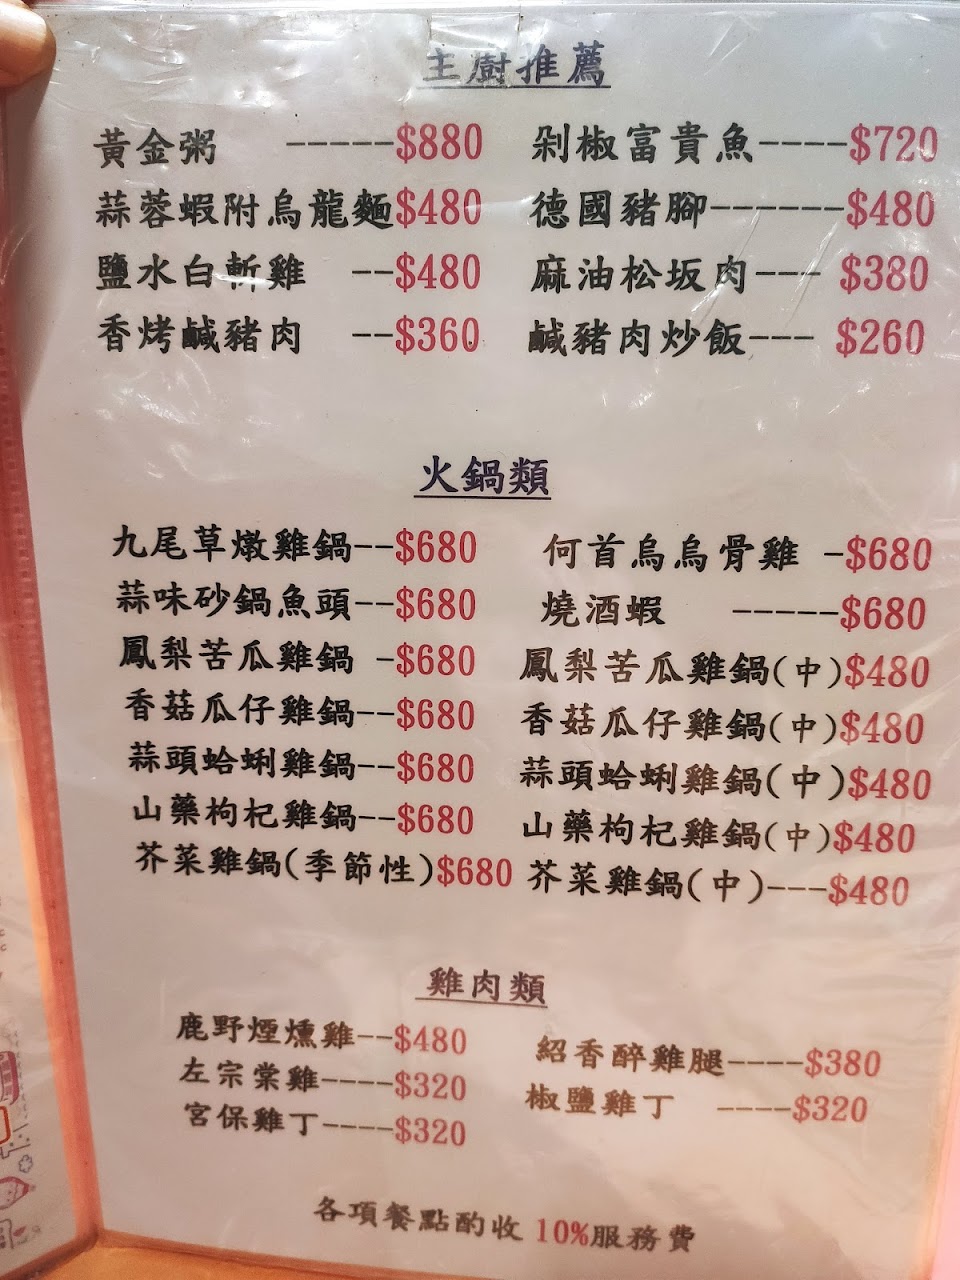 主廚推薦
黃金粥 -----$880 剁椒富貴魚----$720
蒜蓉蝦附烏龍麵$480 德國豬腳-------$480
鹽水白斬雞 --$480 麻油松坂肉--- $380
香烤鹹豬肉 --$360 鹹豬肉炒飯--- $260
火鍋類
九尾草燉雞鍋--$680 何首烏烏骨雞 -$680
蒜味砂鍋魚頭--$680 燒酒蝦 -----$680
鳳梨苦瓜雞鍋 -$680 鳳梨苦瓜雞鍋(中)$480
香菇瓜仔雞鍋--$680 香菇瓜仔雞鍋(中)$480
蒜頭蛤蜊雞鍋--$680 蒜頭蛤蜊雞鍋(中)$480
山藥枸杞雞鍋--$680 山藥枸杞雞鍋(中)$480
芥菜雞鍋(季節性)$680 芥菜雞鍋(中)---$480
雞肉類
鹿野煙燻雞--$480 紹香醉雞腿----$380
左宗棠雞----$320 椒鹽雞丁 ----$320
宮保雞丁----$320
各項餐點酌收 10%服務費